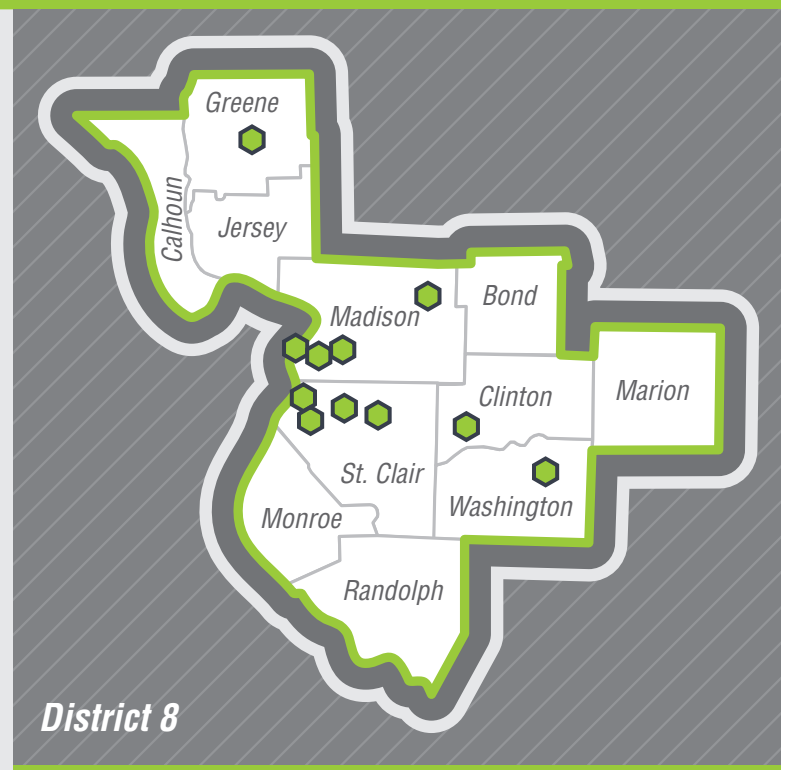 Greene
Calhoun
Jersey
Madison
Bond
Clinton
Marion
St. Clair
Washington
Monroe
Randolph
District 8